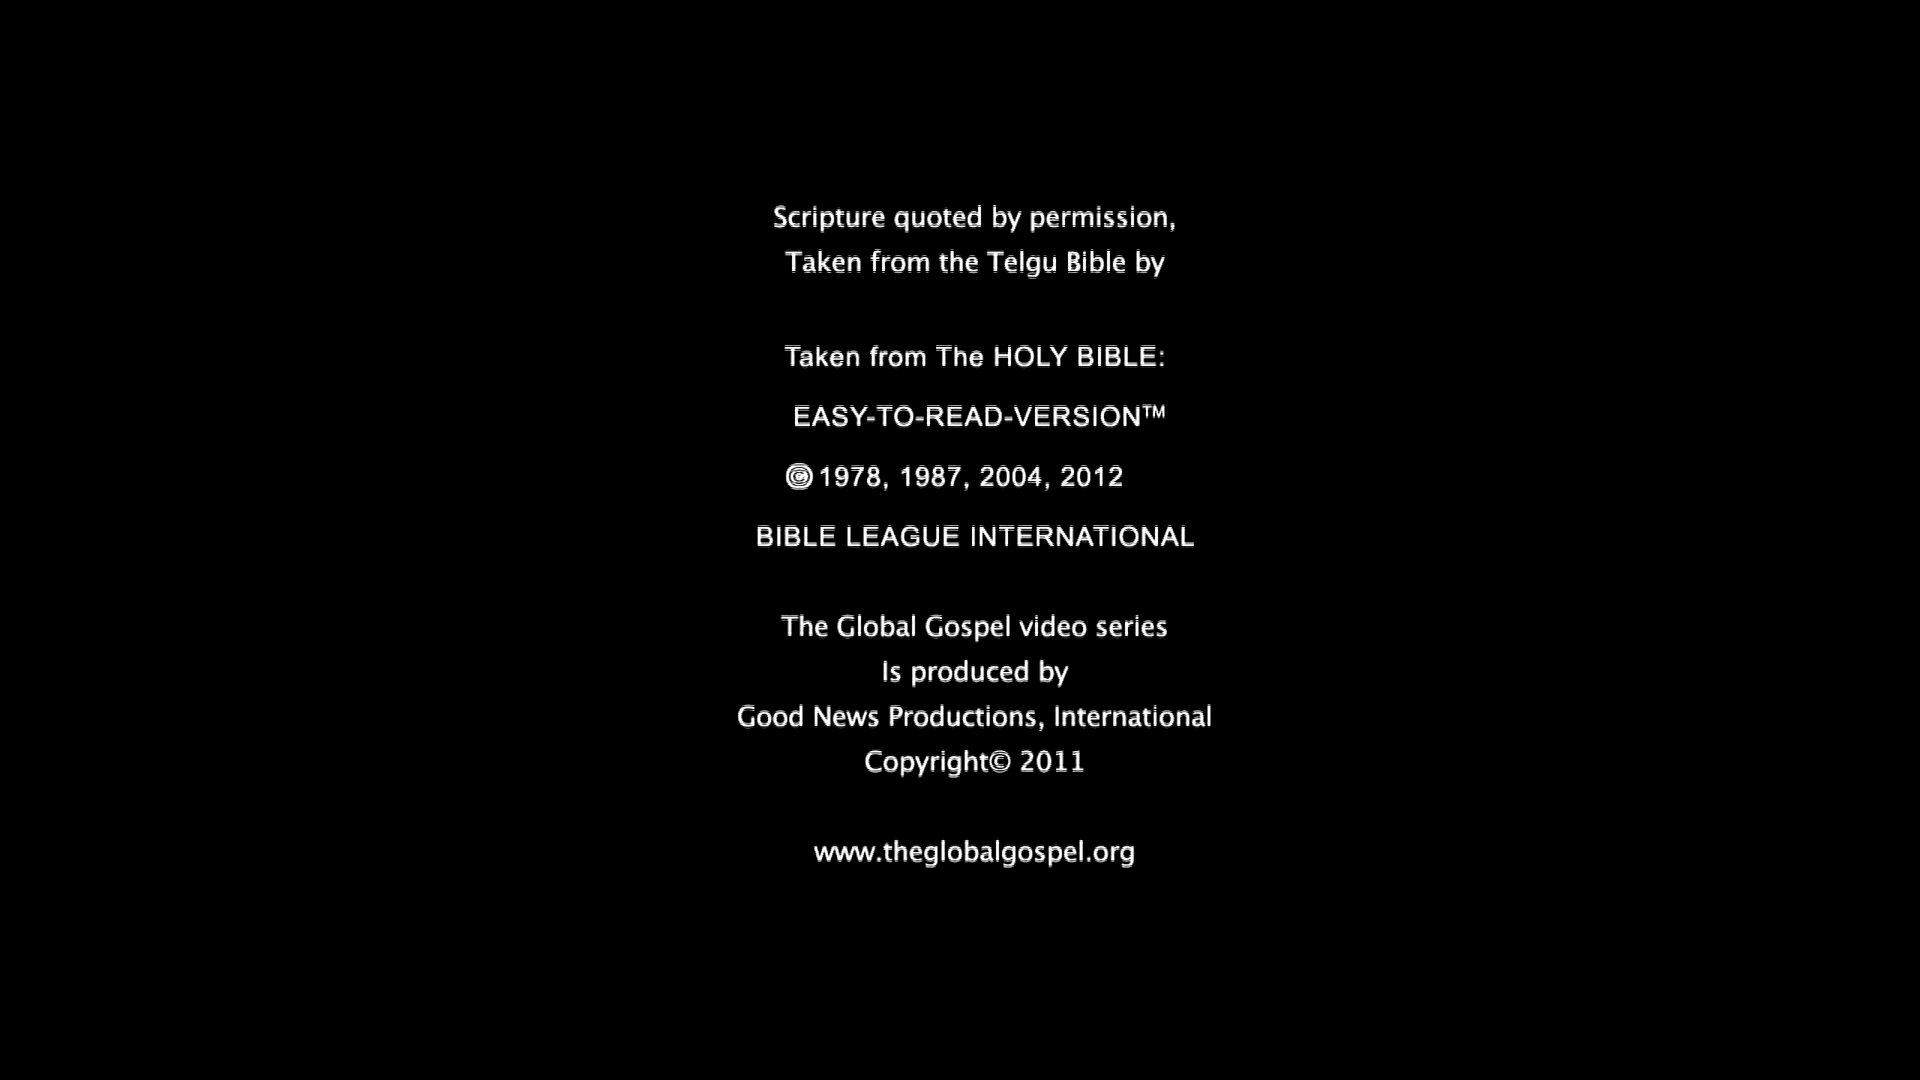 Scripture quoted by permission,
Taken from the Telgu Bible by
Taken from The HOLY BIBLE:
EASY-TO-READ-VERSION™
© 1978, 1987, 2004, 2012
BIBLE LEAGUE INTERNATIONAL
The Global Gospel video series
Is produced by
Good News Productions, International
Copyright© 2011
www.theglobalgospel.org